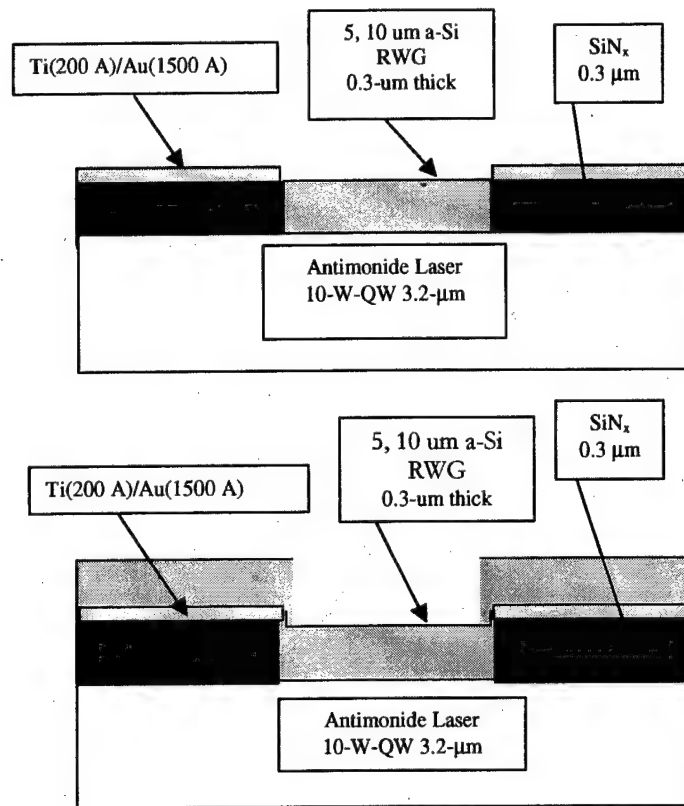 5, 10 um a-Si
RWG
0.3-um thick
SiNx
0.3 μm
Ti(200 A)/Au(1500 A)
Antimonide Laser
10-W-QW 3.2-μm
5, 10 um a-Si
RWG
0.3-um thick
SiNx
0.3 μm
Ti(200 A)/Au(1500 A)
Antimonide Laser
10-W-QW 3.2-μm